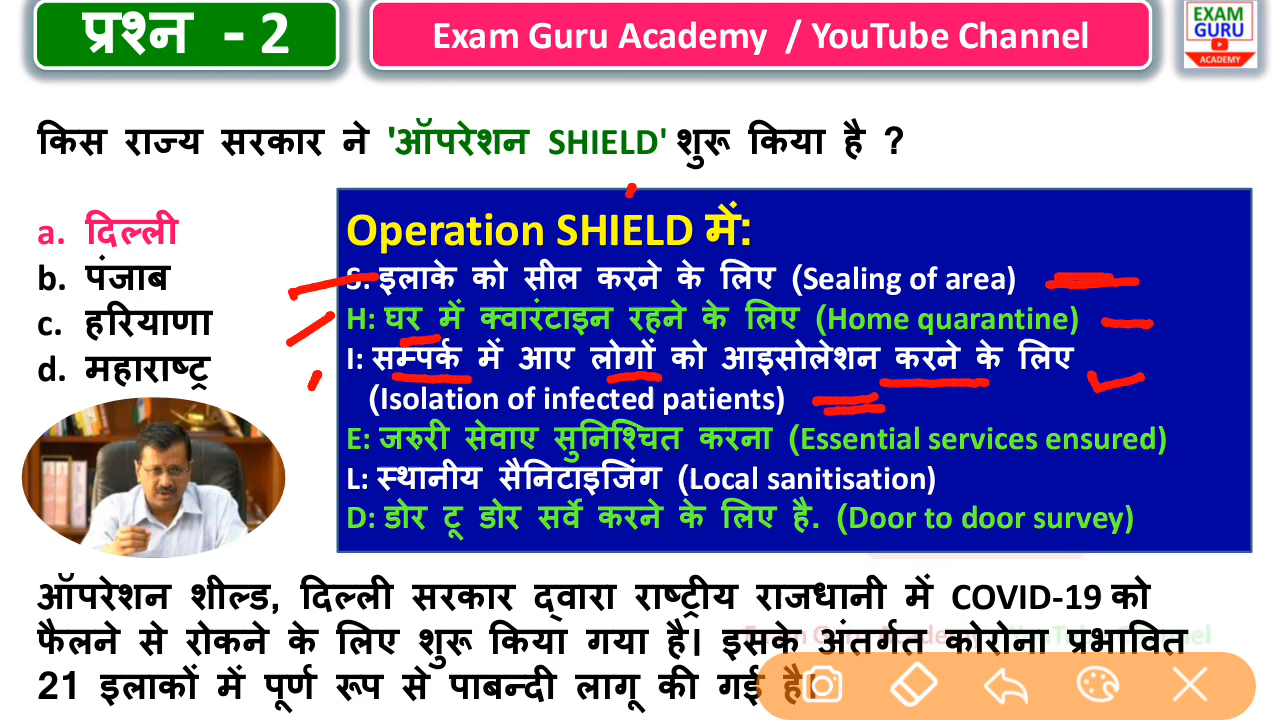 प्रश्न - 2
Exam Guru Academy / YouTube Channel
EXAM
GURU
ACADEMY
किस राज्य सरकार ने 'ऑपरेशन SHIELD' शुरू किया है ?
a. दिल्ली
b. पंजाब
c. हरियाणा
d. महाराष्ट्र
Operation SHIELD में:
S: इलाके को सील करने के लिए (Sealing of area)
H: घर में क्वारंटाइन रहने के लिए (Home quarantine)
I: सम्पर्क में आए लोगों को आइसोलेशन करने के लिए
(Isolation of infected patients)
E: जरुरी सेवाए सुनिश्चित करना (Essential services ensured)
L: स्थानीय सैनिटाइजिंग (Local sanitisation)
D: डोर टू डोर सर्वे करने के लिए है. (Door to door survey)
ऑपरेशन शील्ड, दिल्ली सरकार द्वारा राष्ट्रीय राजधानी में COVID-19 को
फैलने से रोकने के लिए शुरू किया गया है। इसके अंतर्गत कोरोना प्रभावित
21 इलाकों में पूर्ण रूप से पाबन्दी लागू की गई है।